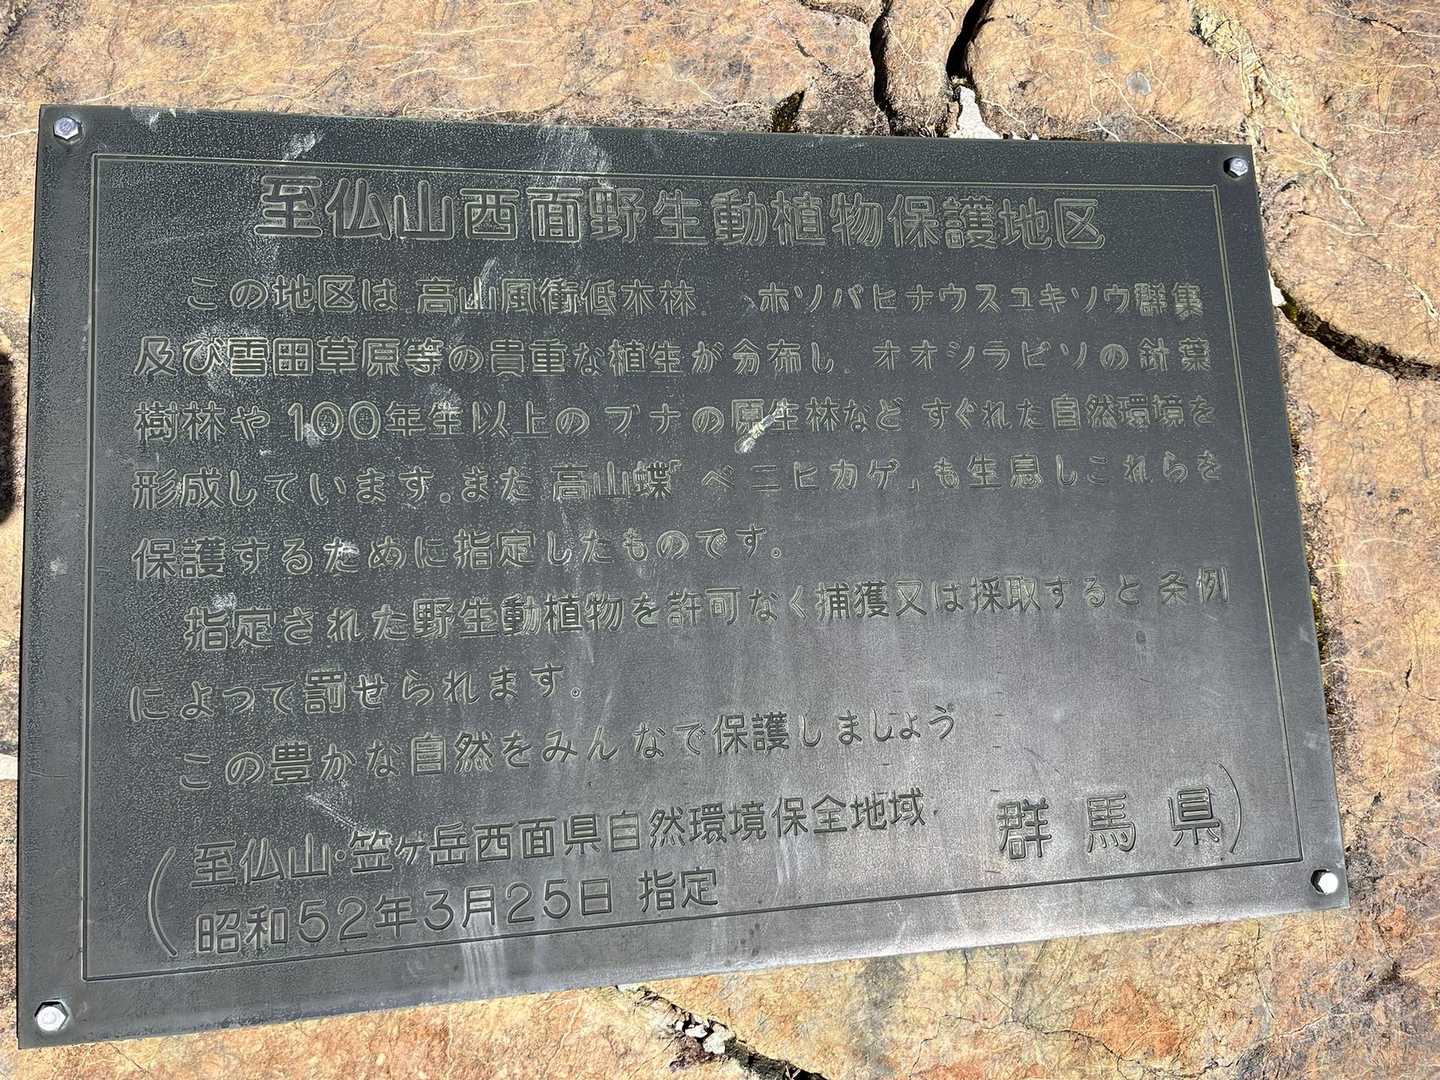 至仏山西面野生動植物保護地区
この地区は、高山風衝低木林、ホソバヒナウスユキソウ群集
及び雪田草原等の貴重な植生が分布し、オオシラビソの針葉
樹林や100年生以上のブナの原生林など すぐれた自然環境を
形成しています。また 高山蝶「ベニヒカゲ」も生息しこれらを
保護するために指定したものです。
指定された野生動植物を許可なく捕獲又は採取すると 条例
によって罰せられます。
この豊かな自然をみんなで保護しましょう
(至仏山・笠ヶ岳西面県自然環境保全地域 群馬県)
昭和52年3月25日 指定